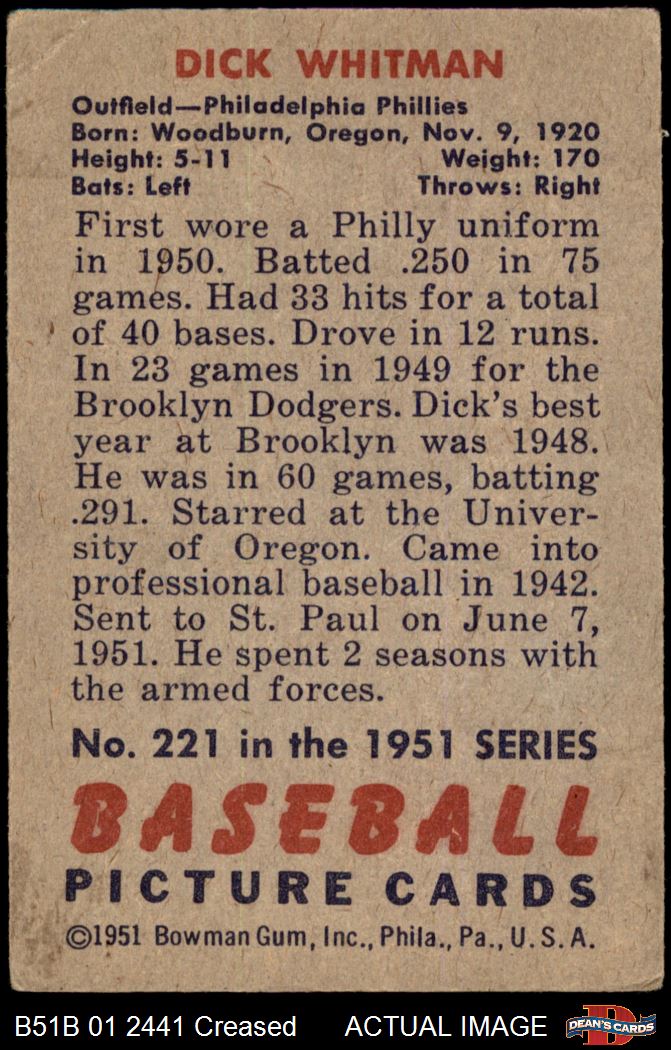 DICK WHITMAN
Outfield—Philadelphia Phillies
Born: Woodburn, Oregon, Nov. 9, 1920
Height: 5-11 Weight: 170
Bats: Left Throws: Right
First wore a Philly uniform
in 1950. Batted .250 in 75
games. Had 33 hits for a total
of 40 bases. Drove in 12 runs.
In 23 games in 1949 for the
Brooklyn Dodgers. Dick's best
year at Brooklyn was 1948.
He was in 60 games, batting
.291. Starred at the Univer-
sity of Oregon. Came into
professional baseball in 1942.
Sent to St. Paul on June 7,
1951. He spent 2 seasons with
the armed forces.
No. 221 in the 1951 SERIES
BASEBALL
PICTURE CARDS
©1951 Bowman Gum, Inc., Phila., Pa., U. S. A.
B51B 01 2441 Creased ACTUAL IMAGE
D
DEAN'S CARDS